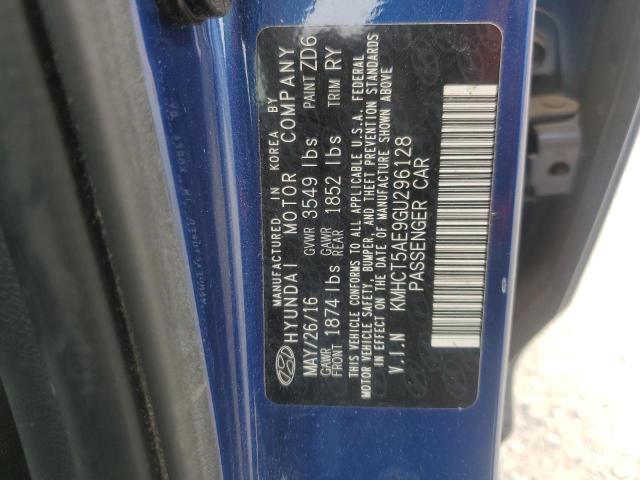 MANUFACTURED IN KOREA BY
HYUNDAI MOTOR COMPANY
MAY/26/16 GVWR 3549 lbs PAINT ZD6
GAWR FRONT 1874 lbs GAWR REAR 1852 lbs TRIM RY
THIS VEHICLE CONFORMS TO ALL APPLICABLE U.S.A. FEDERAL
MOTOR VEHICLE SAFETY, BUMPER, AND THEFT PREVENTION STANDARDS
IN EFFECT ON THE DATE OF MANUFACTURE SHOWN ABOVE
V.I.N KMHCT5AE9GU296128
PASSENGER CAR